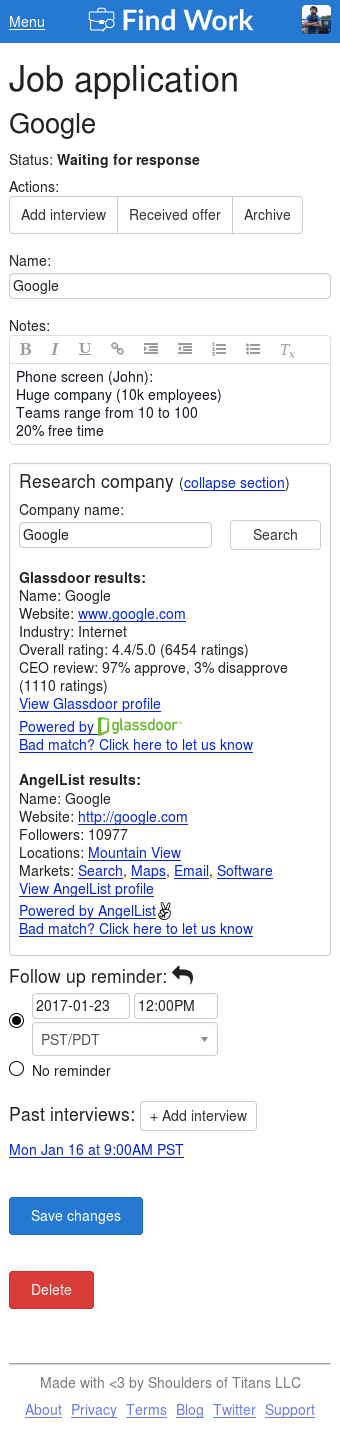 Menu Find Work
Job application
Google
Status: Waiting for response
Actions:
Add interview Received offer Archive
Name:
Google
Notes:
B I U Tx
Phone screen (John):
Huge company (10k employees)
Teams range from 10 to 100
20% free time
Research company (collapse section)
Company name:
Google Search
Glassdoor results:
Name: Google
Website: www.google.com
Industry: Internet
Overall rating: 4.4/5.0 (6454 ratings)
CEO review: 97% approve, 3% disapprove
(1110 ratings)
View Glassdoor profile
Powered by glassdoor
Bad match? Click here to let us know
AngelList results:
Name: Google
Website: http://google.com
Followers: 10977
Locations: Mountain View
Markets: Search, Maps, Email, Software
View AngelList profile
Powered by AngelList
Bad match? Click here to let us know
Follow up reminder:
2017-01-23 12:00PM
PST/PDT
No reminder
Past interviews: + Add interview
Mon Jan 16 at 9:00AM PST
Save changes
Delete
Made with <3 by Shoulders of Titans LLC
About Privacy Terms Blog Twitter Support